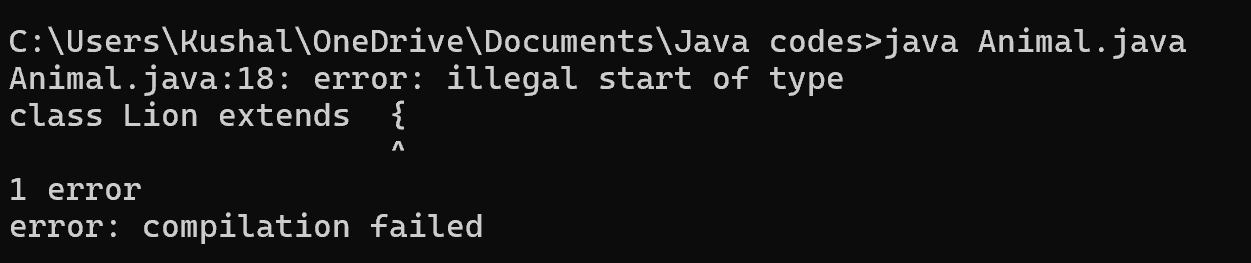 C:\Users\Kushal\OneDrive\Documents\Java codes>java Animal.java
Animal.java:18: error: illegal start of type
class Lion extends  {
                    ^
1 error
error: compilation failed